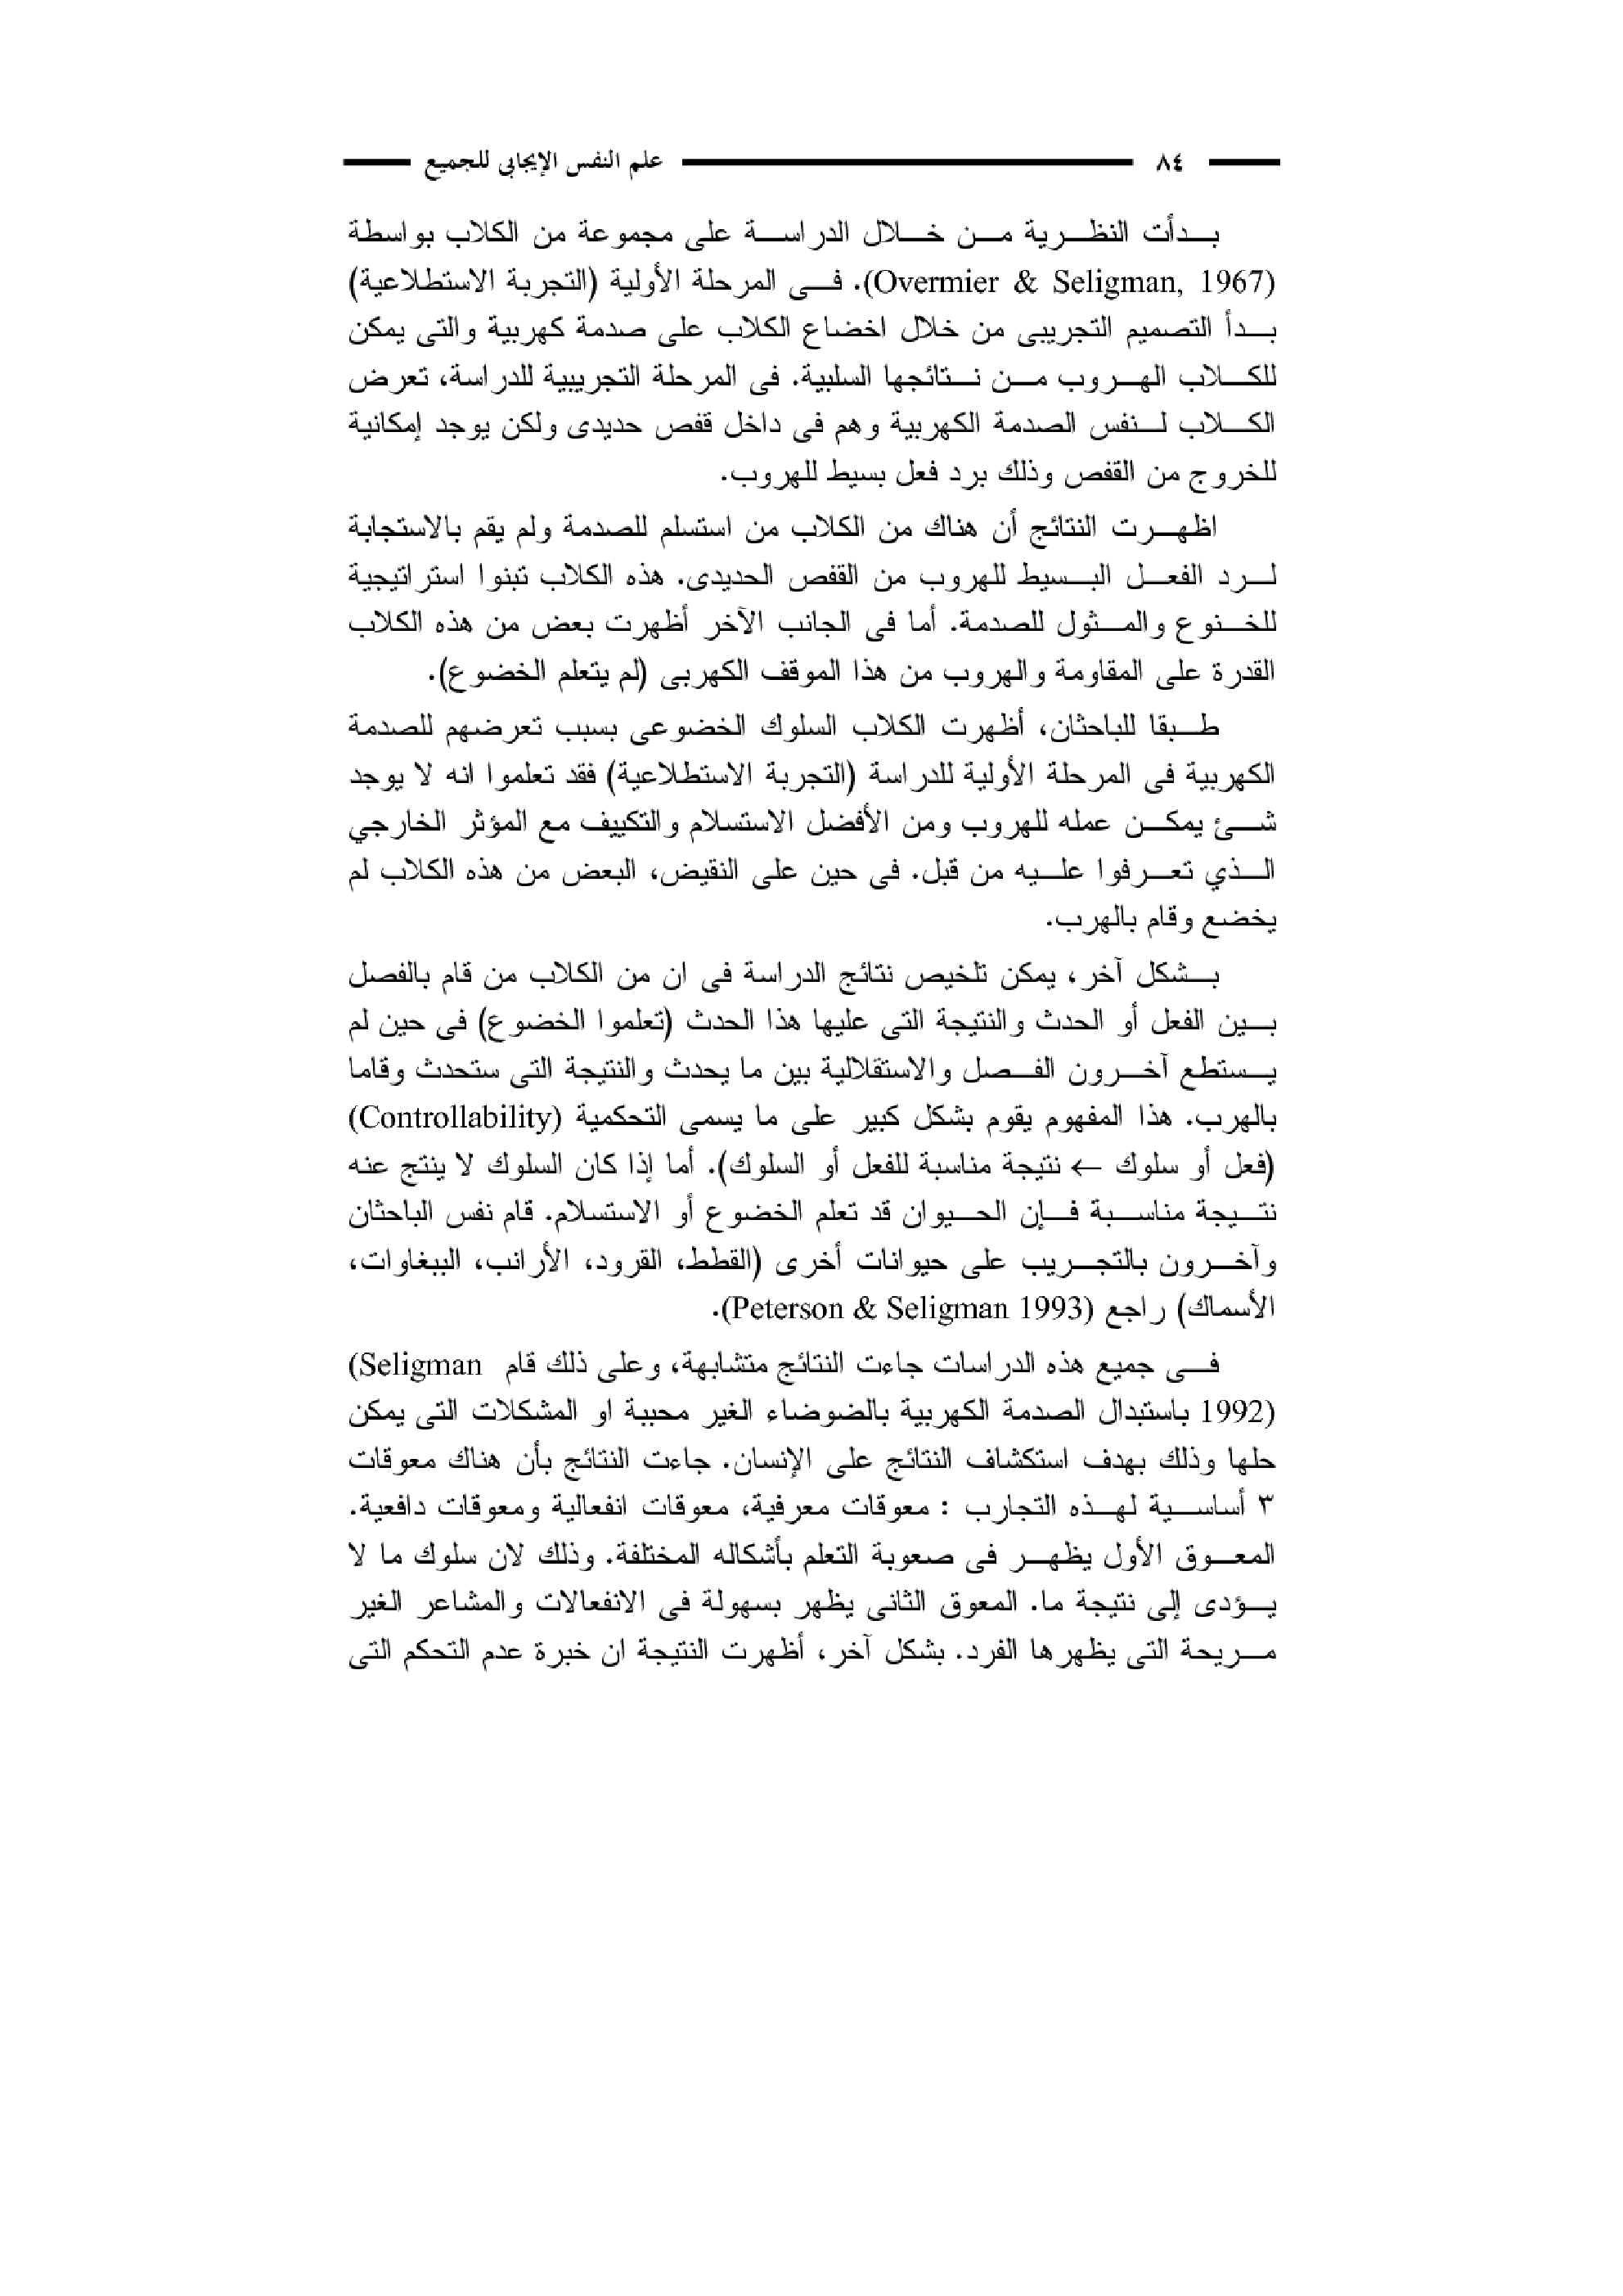 ٨٤ علم النفس الإيجابى للجميع
بدأت النظرية من خلال الدراسة على مجموعة من الكلاب بواسطة
(Overmier & Seligman, 1967). فى المرحلة الأولية (التجربة الاستطلاعية)
بدأ التصميم التجريبى من خلال اخضاع الكلاب على صدمة كهربية والتى يمكن
للكلاب الهروب من نتائجها السلبية. فى المرحلة التجريبية للدراسة، تعرض
الكلاب لنفس الصدمة الكهربية وهم فى داخل قفص حديدى ولكن يوجد إمكانية
للخروج من القفص وذلك برد فعل بسيط للهروب.
اظهرت النتائج أن هناك من الكلاب من استسلم للصدمة ولم يقم بالاستجابة
لرد الفعل البسيط للهروب من القفص الحديدى. هذه الكلاب تبنوا استراتيجية
للخنوع والمثول للصدمة. أما فى الجانب الآخر أظهرت بعض من هذه الكلاب
القدرة على المقاومة والهروب من هذا الموقف الكهربى (لم يتعلم الخضوع).
طبقا للباحثان، أظهرت الكلاب السلوك الخضوعى بسبب تعرضهم للصدمة
الكهربية فى المرحلة الأولية للدراسة (التجربة الاستطلاعية) فقد تعلموا انه لا يوجد
شئ يمكن عمله للهروب ومن الأفضل الاستسلام والتكييف مع المؤثر الخارجي
الذي تعرفوا عليه من قبل. فى حين على النقيض، البعض من هذه الكلاب لم
يخضع وقام بالهرب.
بشكل آخر، يمكن تلخيص نتائج الدراسة فى ان من الكلاب من قام بالفصل
بين الفعل أو الحدث والنتيجة التى عليها هذا الحدث (تعلموا الخضوع) فى حين لم
يستطع آخرون الفصل والاستقلالية بين ما يحدث والنتيجة التى ستحدث وقاما
بالهرب. هذا المفهوم يقوم بشكل كبير على ما يسمى التحكمية (Controllability)
(فعل أو سلوك ← نتيجة مناسبة للفعل أو السلوك). أما إذا كان السلوك لا ينتج عنه
نتيجة مناسبة فإن الحيوان قد تعلم الخضوع أو الاستسلام. قام نفس الباحثان
وآخرون بالتجريب على حيوانات أخرى (القطط، القرود، الأرانب، الببغاوات،
الأسماك) راجع (Peterson & Seligman 1993).
فى جميع هذه الدراسات جاءت النتائج متشابهة، وعلى ذلك قام (Seligman
1992) باستبدال الصدمة الكهربية بالضوضاء الغير محببة او المشكلات التى يمكن
حلها وذلك بهدف استكشاف النتائج على الإنسان. جاءت النتائج بأن هناك معوقات
٣ أساسية لهذه التجارب : معوقات معرفية، معوقات انفعالية ومعوقات دافعية.
المعوق الأول يظهر فى صعوبة التعلم بأشكاله المختلفة. وذلك لان سلوك ما لا
يؤدى إلى نتيجة ما. المعوق الثانى يظهر بسهولة فى الانفعالات والمشاعر الغير
مريحة التى يظهرها الفرد. بشكل آخر، أظهرت النتيجة ان خبرة عدم التحكم التى